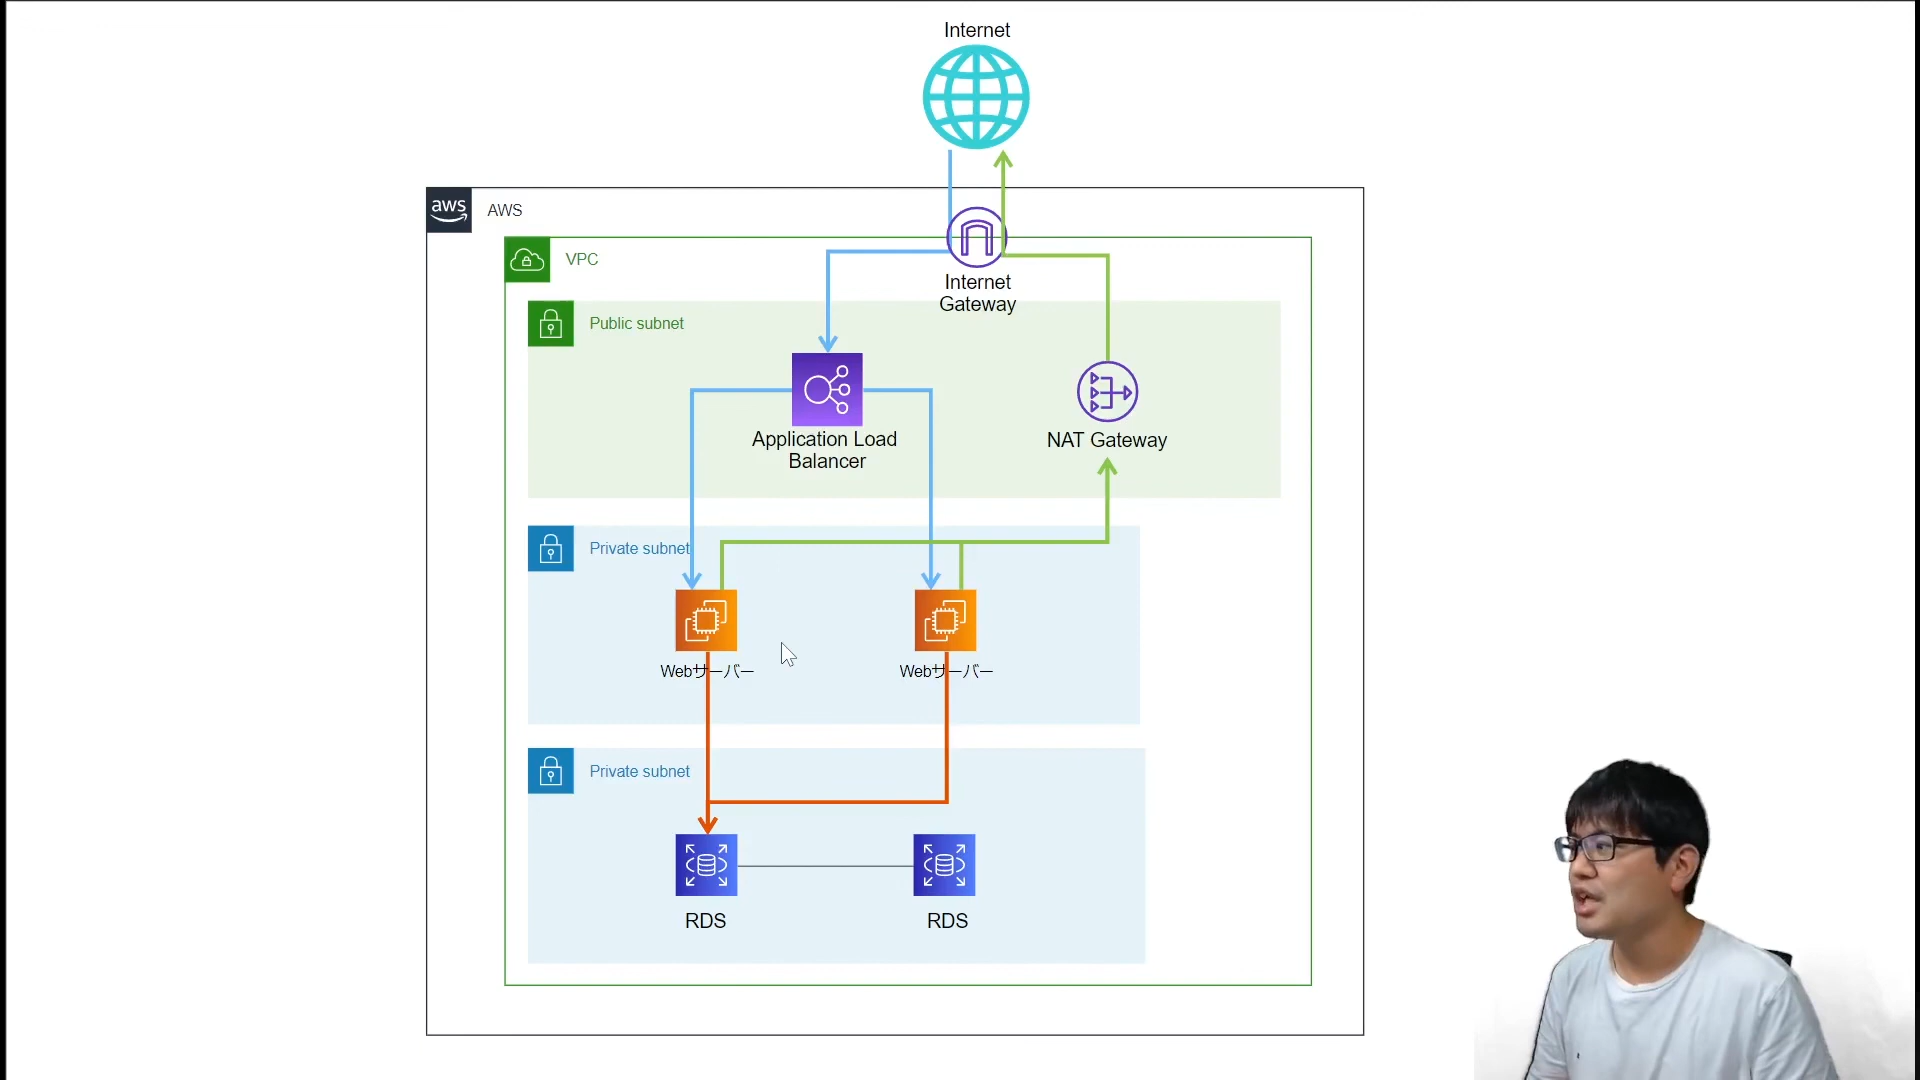 Internet
aws
AWS
VPC
Internet
Gateway
Public subnet
Application Load
Balancer
NAT Gateway
Private subnet
Webサーバー
Webサーバー
Private subnet
RDS
RDS